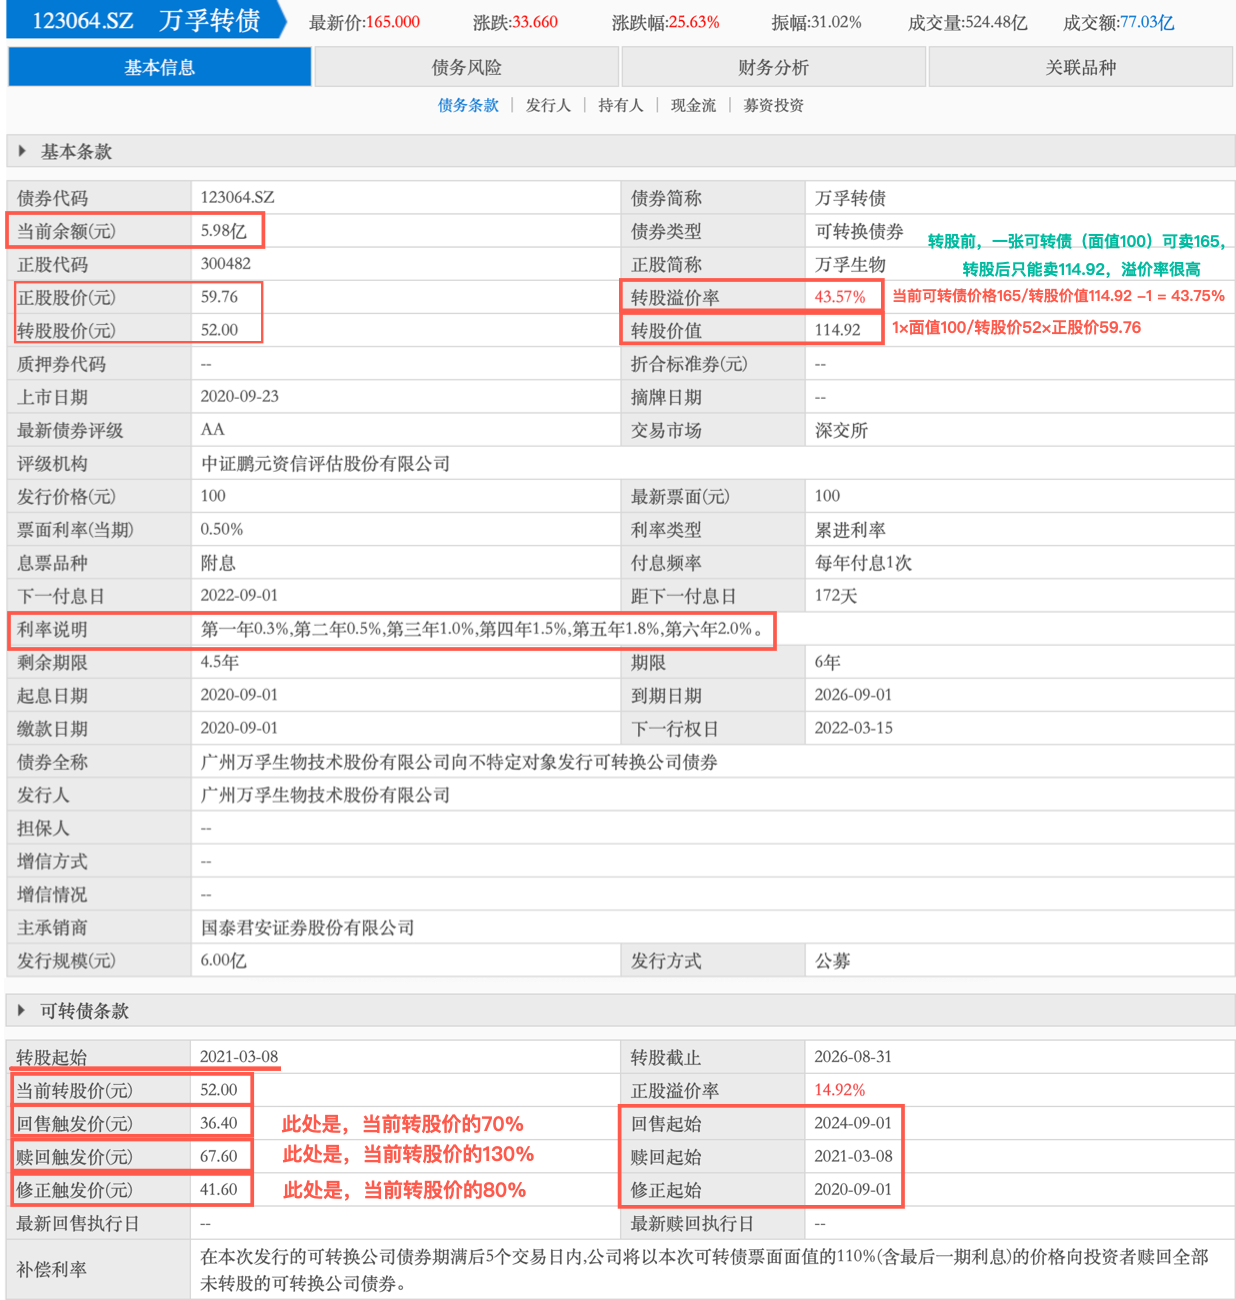 123064.SZ 万孚转债 最新价:165.000 涨跌:33.660 涨跌幅:25.63% 振幅:31.02% 成交量:524.48亿 成交额:77.03亿
基本信息 债务风险 财务分析 关联品种
债务条款 | 发行人 | 持有人 | 现金流 | 募资投资
基本条款
债券代码 123064.SZ 债券简称 万孚转债
当前余额(元) 5.98亿 债券类型 可转换债券
转股前，一张可转债（面值100）可卖165，
正股代码 300482 正股简称 万孚生物
转股后只能卖114.92，溢价率很高
正股股价(元) 59.76 转股溢价率 43.57% 当前可转债价格165/转股价值114.92 −1 = 43.75%
转股股价(元) 52.00 转股价值 114.92 1×面值100/转股价52×正股价59.76
质押券代码 -- 折合标准券(元) --
上市日期 2020-09-23 摘牌日期 --
最新债券评级 AA 交易市场 深交所
评级机构 中证鹏元资信评估股份有限公司
发行价格(元) 100 最新票面(元) 100
票面利率(当期) 0.50% 利率类型 累进利率
息票品种 附息 付息频率 每年付息1次
下一付息日 2022-09-01 距下一付息日 172天
利率说明 第一年0.3%,第二年0.5%,第三年1.0%,第四年1.5%,第五年1.8%,第六年2.0%。
剩余期限 4.5年 期限 6年
起息日期 2020-09-01 到期日期 2026-09-01
缴款日期 2020-09-01 下一行权日 2022-03-15
债券全称 广州万孚生物技术股份有限公司向不特定对象发行可转换公司债券
发行人 广州万孚生物技术股份有限公司
担保人 --
增信方式 --
增信情况 --
主承销商 国泰君安证券股份有限公司
发行规模(元) 6.00亿 发行方式 公募
可转债条款
转股起始 2021-03-08 转股截止 2026-08-31
当前转股价(元) 52.00 正股溢价率 14.92%
回售触发价(元) 36.40 此处是，当前转股价的70% 回售起始 2024-09-01
赎回触发价(元) 67.60 此处是，当前转股价的130% 赎回起始 2021-03-08
修正触发价(元) 41.60 此处是，当前转股价的80% 修正起始 2020-09-01
最新回售执行日 -- 最新赎回执行日 --
补偿利率 在本次发行的可转换公司债券期满后5个交易日内,公司将以本次可转债票面面值的110%(含最后一期利息)的价格向投资者赎回全部
未转股的可转换公司债券。